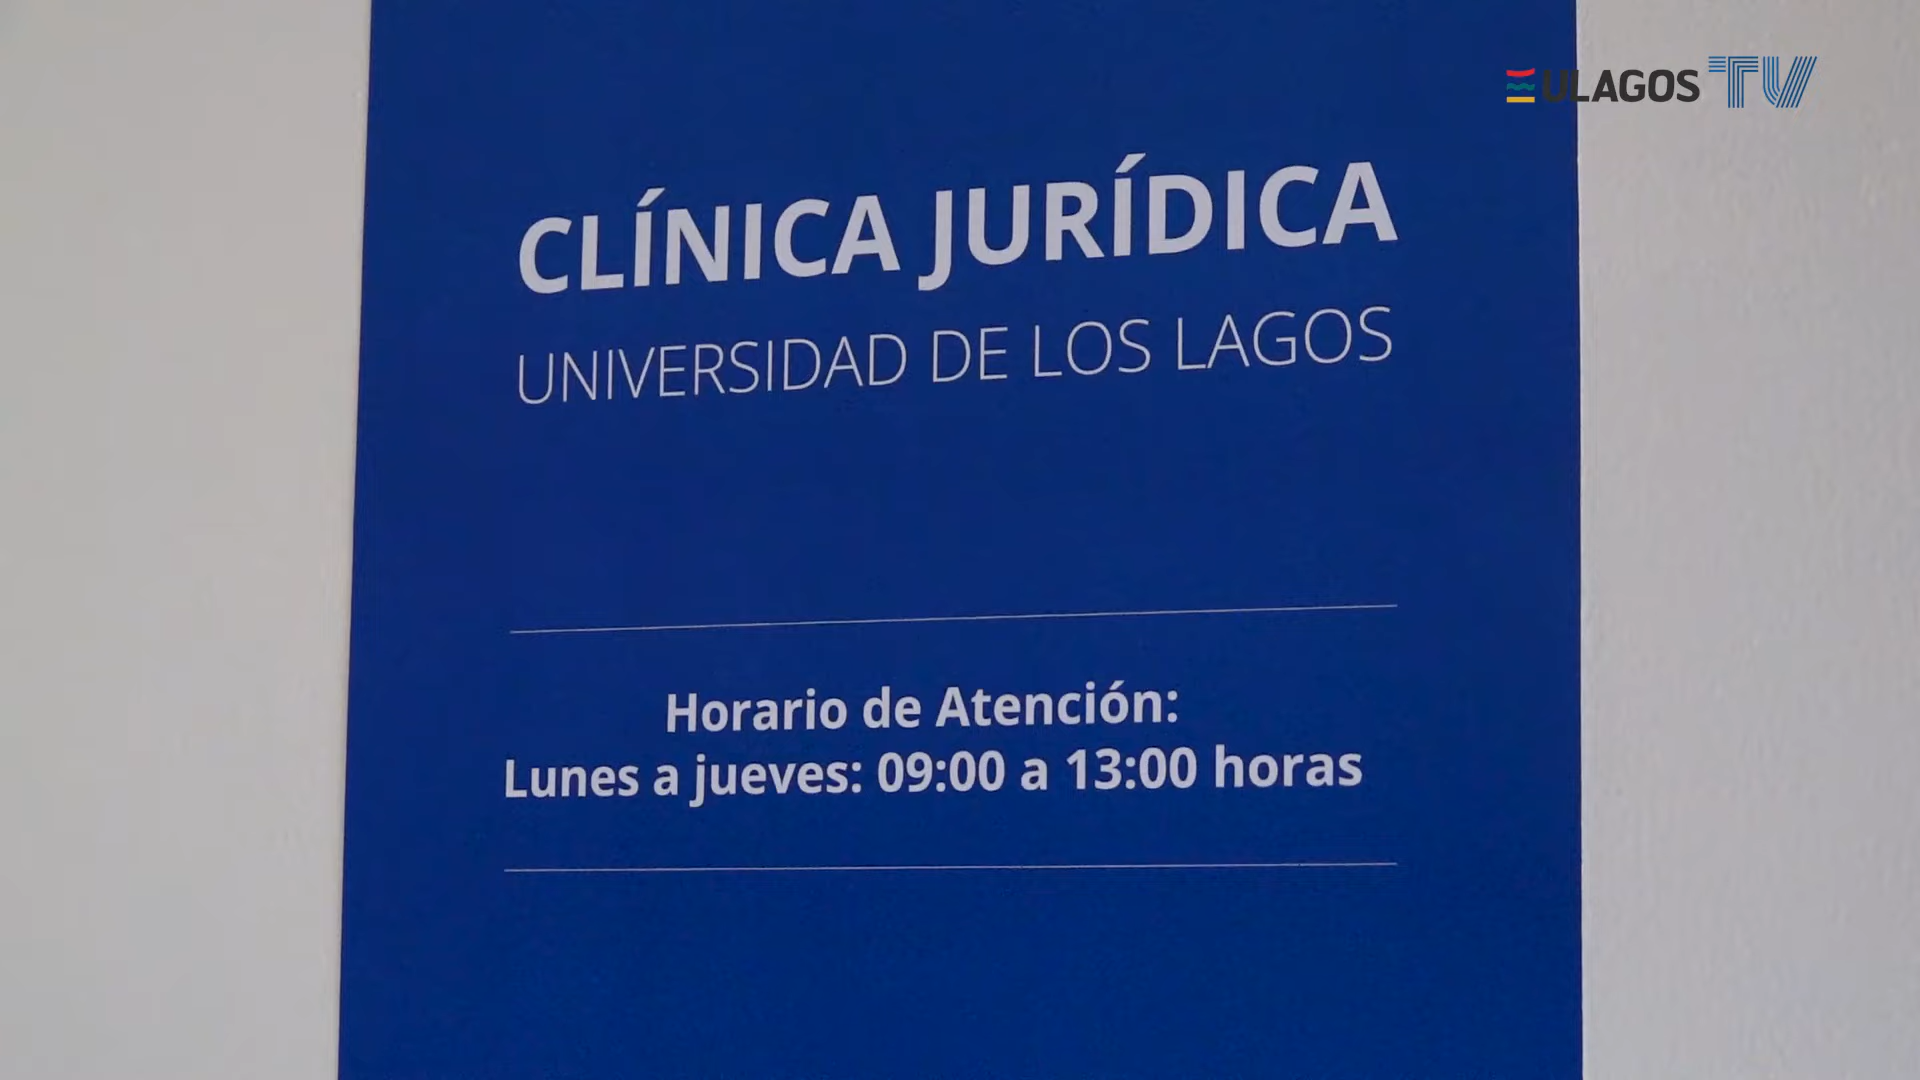 ULAGOS TV
CLÍNICA JURÍDICA
UNIVERSIDAD DE LOS LAGOS
Horario de Atención:
Lunes a jueves: 09:00 a 13:00 horas